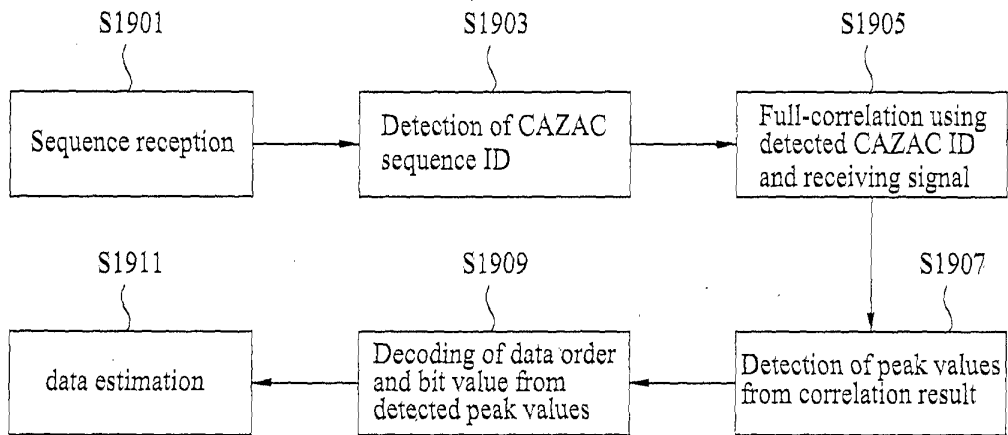 S1901
S1903
S1905
Sequence reception
Detection of CAZAC
sequence ID
Full-correlation using
detected CAZAC ID
and receiving signal
S1911
S1909
S1907
data estimation
Decoding of data order
and bit value from
detected peak values
Detection of peak values
from correlation result